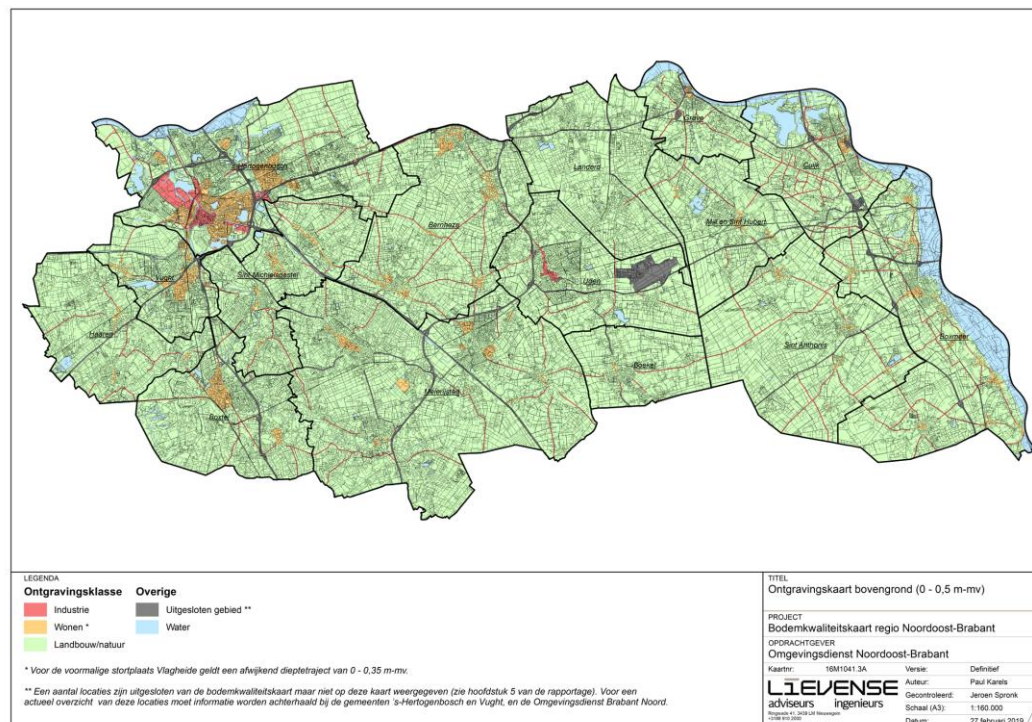 's-Hertogenbosch
Grave
Landerd
Cuijk
Bernheze
Mill en Sint Hubert
Vught
Sint-Michielsgestel
Uden
Haaren
Boxmeer
Sint Anthonis
Boekel
Meierijstad
Boxtel
LEGENDA
Ontgravingsklasse Overige
Industrie Uitgesloten gebied **
Wonen * Water
Landbouw/natuur
* Voor de voormalige stortplaats Vlagheide geldt een afwijkend dieptetraject van 0 - 0,35 m-mv.
** Een aantal locaties zijn uitgesloten van de bodemkwaliteitskaart maar niet op deze kaart weergegeven (zie hoofdstuk 5 van de rapportage). Voor een
actueel overzicht van deze locaties moet informatie worden achterhaald bij de gemeenten 's-Hertogenbosch en Vught, en de Omgevingsdienst Brabant Noord.
TITEL
Ontgravingskaart bovengrond (0 - 0,5 m-mv)
PROJECT
Bodemkwaliteitskaart regio Noordoost-Brabant
OPDRACHTGEVER
Omgevingsdienst Noordoost-Brabant
Kaartnr: 16M1041.3A Versie: Definitief
Auteur: Paul Karels
LIEVENSE
Gecontroleerd: Jeroen Spronk
adviseurs ingenieurs
Schaal (A3): 1:160.000
Datum: 27 februari 2019